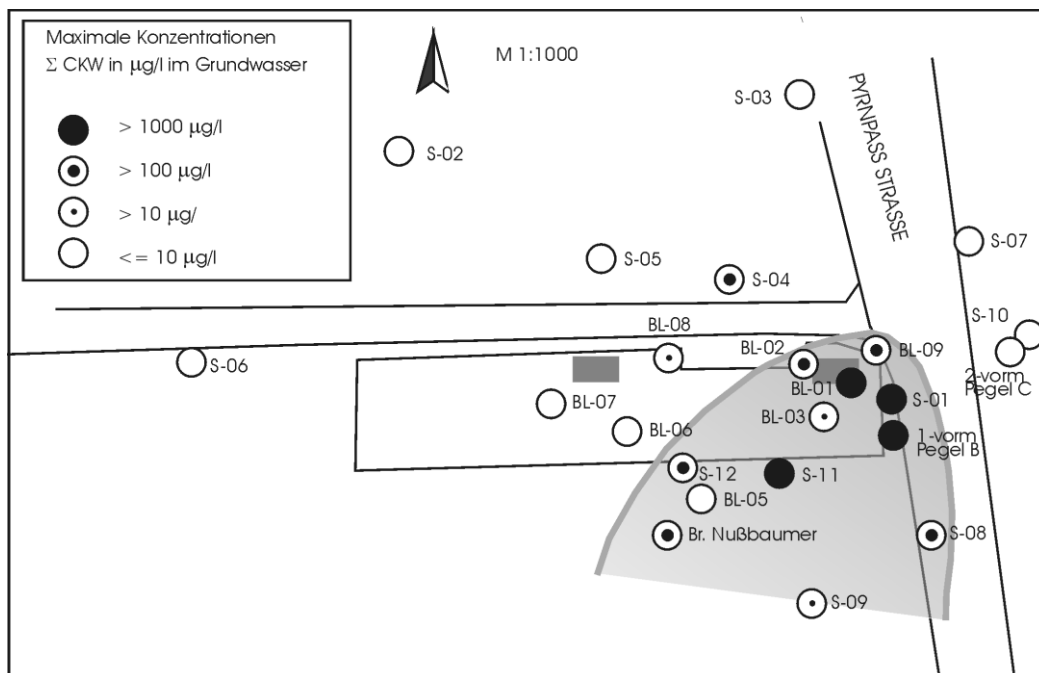 Maximale Konzentrationen
Σ CKW in µg/l im Grundwasser
> 1000 µg/l
> 100 µg/l
> 10 µg/
<= 10 µg/l
M 1:1000
S-03
PYRNPASS STRASSE
S-02
S-07
S-05
S-04
S-10
BL-08
BL-02
BL-09
S-06
2-vorm
Pegel C
BL-01
S-01
BL-07
BL-03
BL-06
1-vorm
Pegel B
S-12
S-11
BL-05
Br. Nußbaumer
S-08
S-09